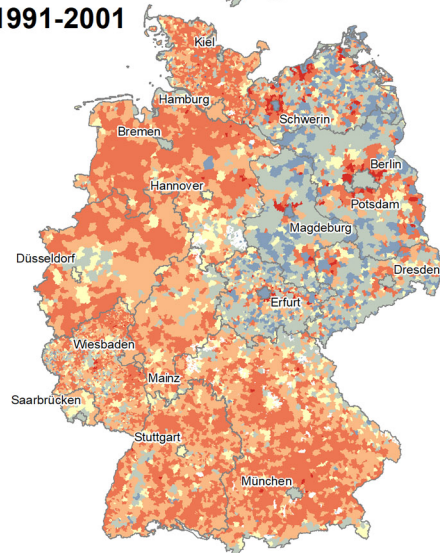 1991-2001
Kiel
Hamburg
Schwerin
Bremen
Berlin
Hannover
Potsdam
Magdeburg
Düsseldorf
Dresden
Erfurt
Wiesbaden
Mainz
Saarbrücken
Stuttgart
München